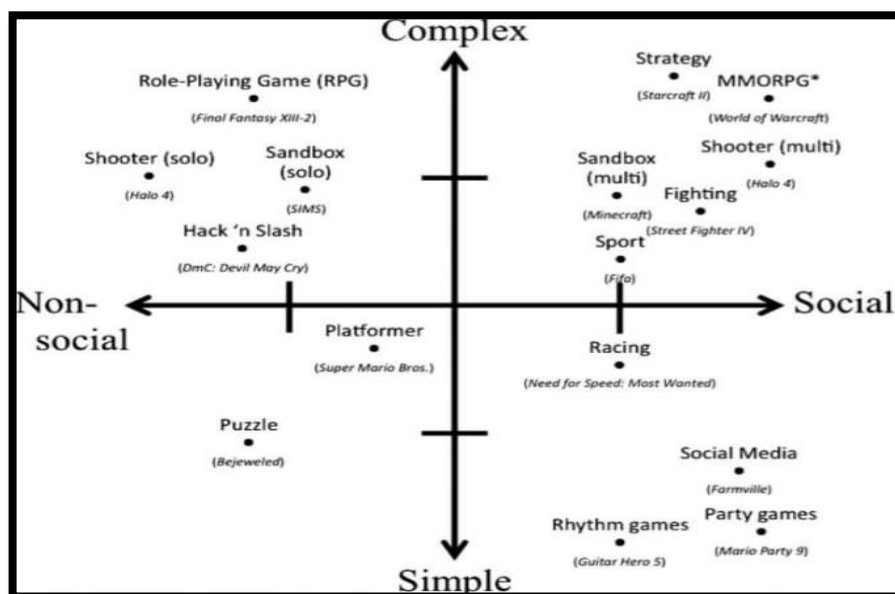 Complex
Strategy
(Starcraft II)
Role-Playing Game (RPG)
(Final Fantasy XIII-2)
MMORPG*
(World of Warcraft)
Shooter (solo)
(Halo 4)
Sandbox
(solo)
(SIMS)
Sandbox
(multi)
(Minecraft)
Shooter (multi)
(Halo 4)
Fighting
(Street Fighter IV)
Hack ‘n Slash
(DmC: Devil May Cry)
Sport
(Fifa)
Non-
social
Social
Platformer
(Super Mario Bros.)
Racing
(Need for Speed: Most Wanted)
Puzzle
(Bejeweled)
Social Media
(Farmville)
Rhythm games
(Guitar Hero 5)
Party games
(Mario Party 9)
Simple